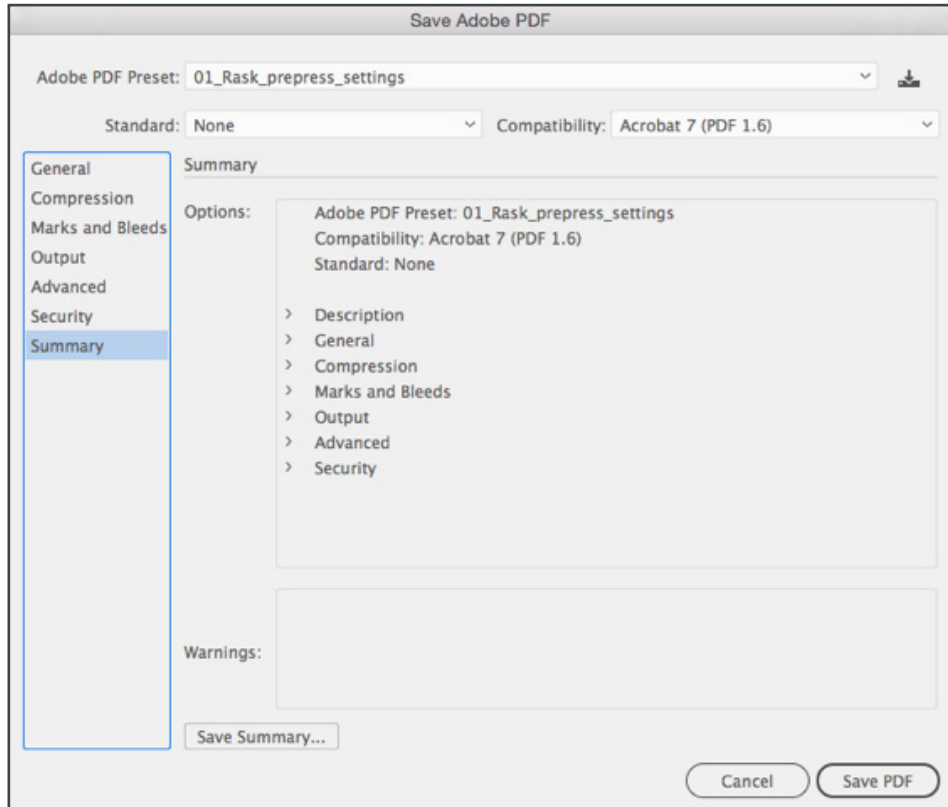 Save Adobe PDF
Adobe PDF Preset: 01_Rask_prepress_settings
Standard: None Compatibility: Acrobat 7 (PDF 1.6)
General
Compression
Marks and Bleeds
Output
Advanced
Security
Summary
Summary
Options:
Adobe PDF Preset: 01_Rask_prepress_settings
Compatibility: Acrobat 7 (PDF 1.6)
Standard: None
Description
General
Compression
Marks and Bleeds
Output
Advanced
Security
Warnings:
Save Summary...
Cancel Save PDF